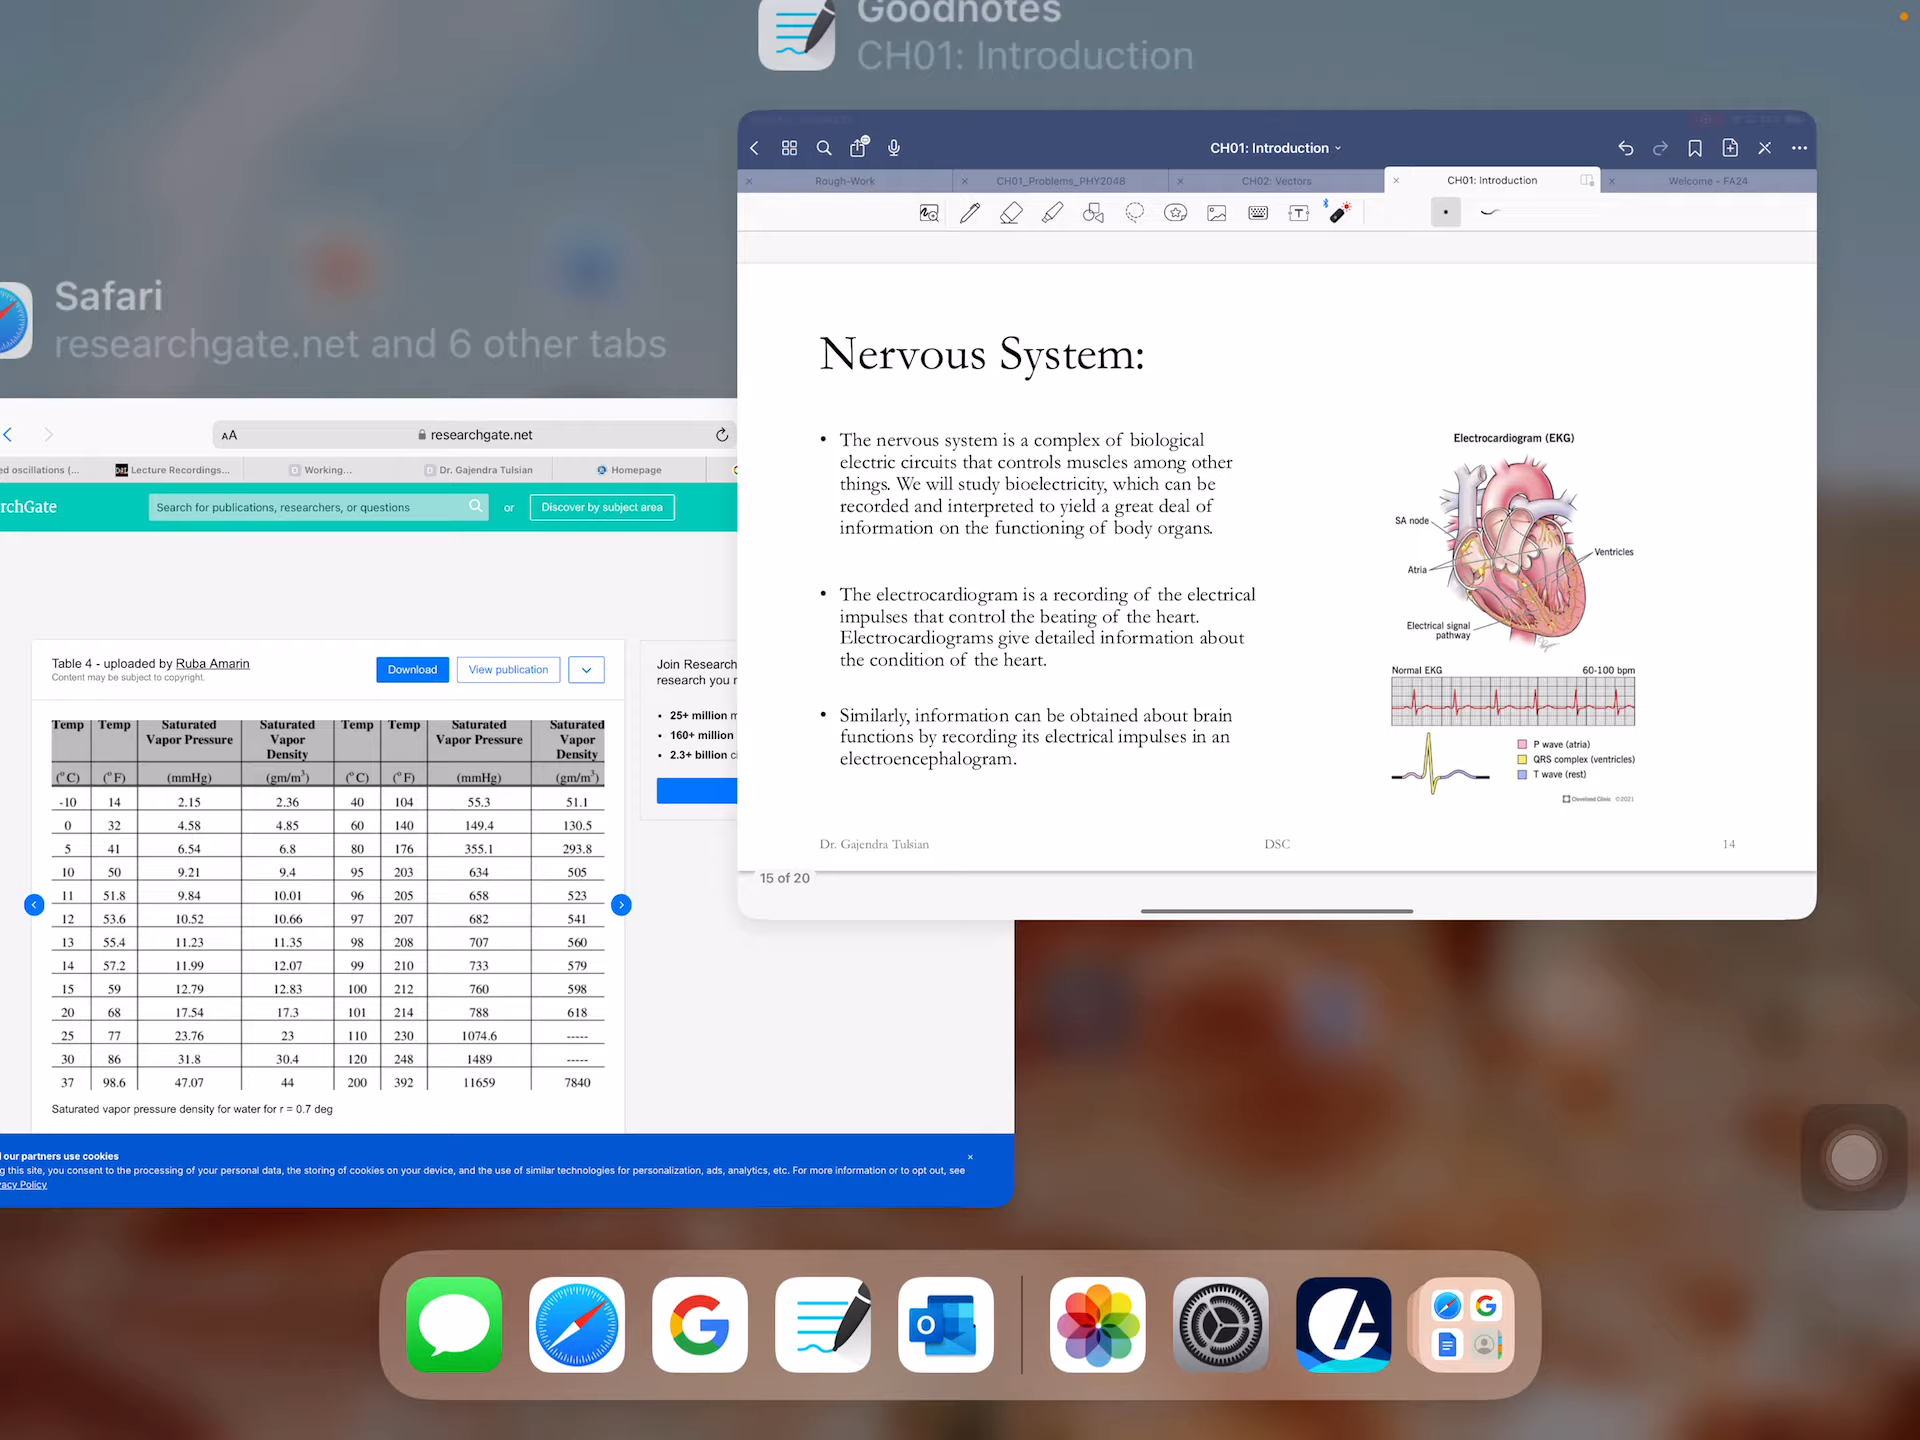 Goodnotes
CH01: Introduction
Safari
researchgate.net and 6 other tabs
AA
researchgate.net
ed oscillations (...
Lecture Recordings...
Working...
Dr. Gajendra Tulsian
Homepage
rchGate
Search for publications, researchers, or questions
or
Discover by subject area
Table 4 - uploaded by Ruba Amarin
Content may be subject to copyright.
Download
View publication
Join Research
research you r
• 25+ million m
• 160+ million
• 2.3+ billion ci
Temp Temp Saturated Vapor Pressure Saturated Vapor Density Temp Temp Saturated Vapor Pressure Saturated Vapor Density
(°C) (°F) (mmHg) (gm/m³) (°C) (°F) (mmHg) (gm/m³)
-10 14 2.15 2.36 40 104 55.3 51.1
0 32 4.58 4.85 60 140 149.4 130.5
5 41 6.54 6.8 80 176 355.1 293.8
10 50 9.21 9.4 95 203 634 505
11 51.8 9.84 10.01 96 205 658 523
12 53.6 10.52 10.66 97 207 682 541
13 55.4 11.23 11.35 98 208 707 560
14 57.2 11.99 12.07 99 210 733 579
15 59 12.79 12.83 100 212 760 598
20 68 17.54 17.3 101 214 788 618
25 77 23.76 23 110 230 1074.6 -----
30 86 31.8 30.4 120 248 1489 -----
37 98.6 47.07 44 200 392 11659 7840
Saturated vapor pressure density for water for r = 0.7 deg
our partners use cookies
g this site, you consent to the processing of your personal data, the storing of cookies on your device, and the use of similar technologies for personalization, ads, analytics, etc. For more information or to opt out, see
acy Policy
CH01: Introduction
Rough-Work
CH01_Problems_PHY2048
CH02: Vectors
CH01: Introduction
Welcome - FA24
Nervous System:
• The nervous system is a complex of biological
electric circuits that controls muscles among other
things. We will study bioelectricity, which can be
recorded and interpreted to yield a great deal of
information on the functioning of body organs.
• The electrocardiogram is a recording of the electrical
impulses that control the beating of the heart.
Electrocardiograms give detailed information about
the condition of the heart.
• Similarly, information can be obtained about brain
functions by recording its electrical impulses in an
electroencephalogram.
Electrocardiogram (EKG)
SA node
Ventricles
Atria
Electrical signal
pathway
Normal EKG
60-100 bpm
P wave (atria)
QRS complex (ventricles)
T wave (rest)
Cleveland Clinic ©2021
Dr. Gajendra Tulsian
DSC
14
15 of 20